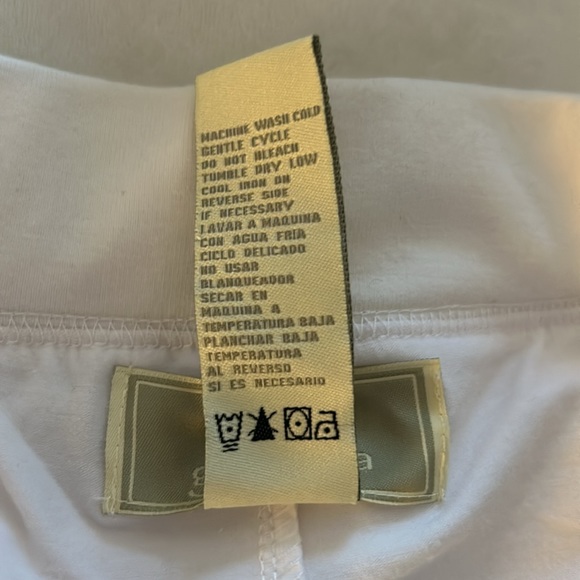 MACHINE WASH COLD
GENTLE CYCLE
DO NOT BLEACH
TUMBLE DRY LOW
COOL IRON ON
REVERSE SIDE
IF NECESSARY
LAVAR A MAQUINA
CON AGUA FRIA
CICLO DELICADO
NO USAR
BLANQUEADOR
SECAR EN
MAQUINA A
TEMPERATURA BAJA
PLANCHAR BAJA
TEMPERATURA
AL REVERSO
SI ES NECESARIO